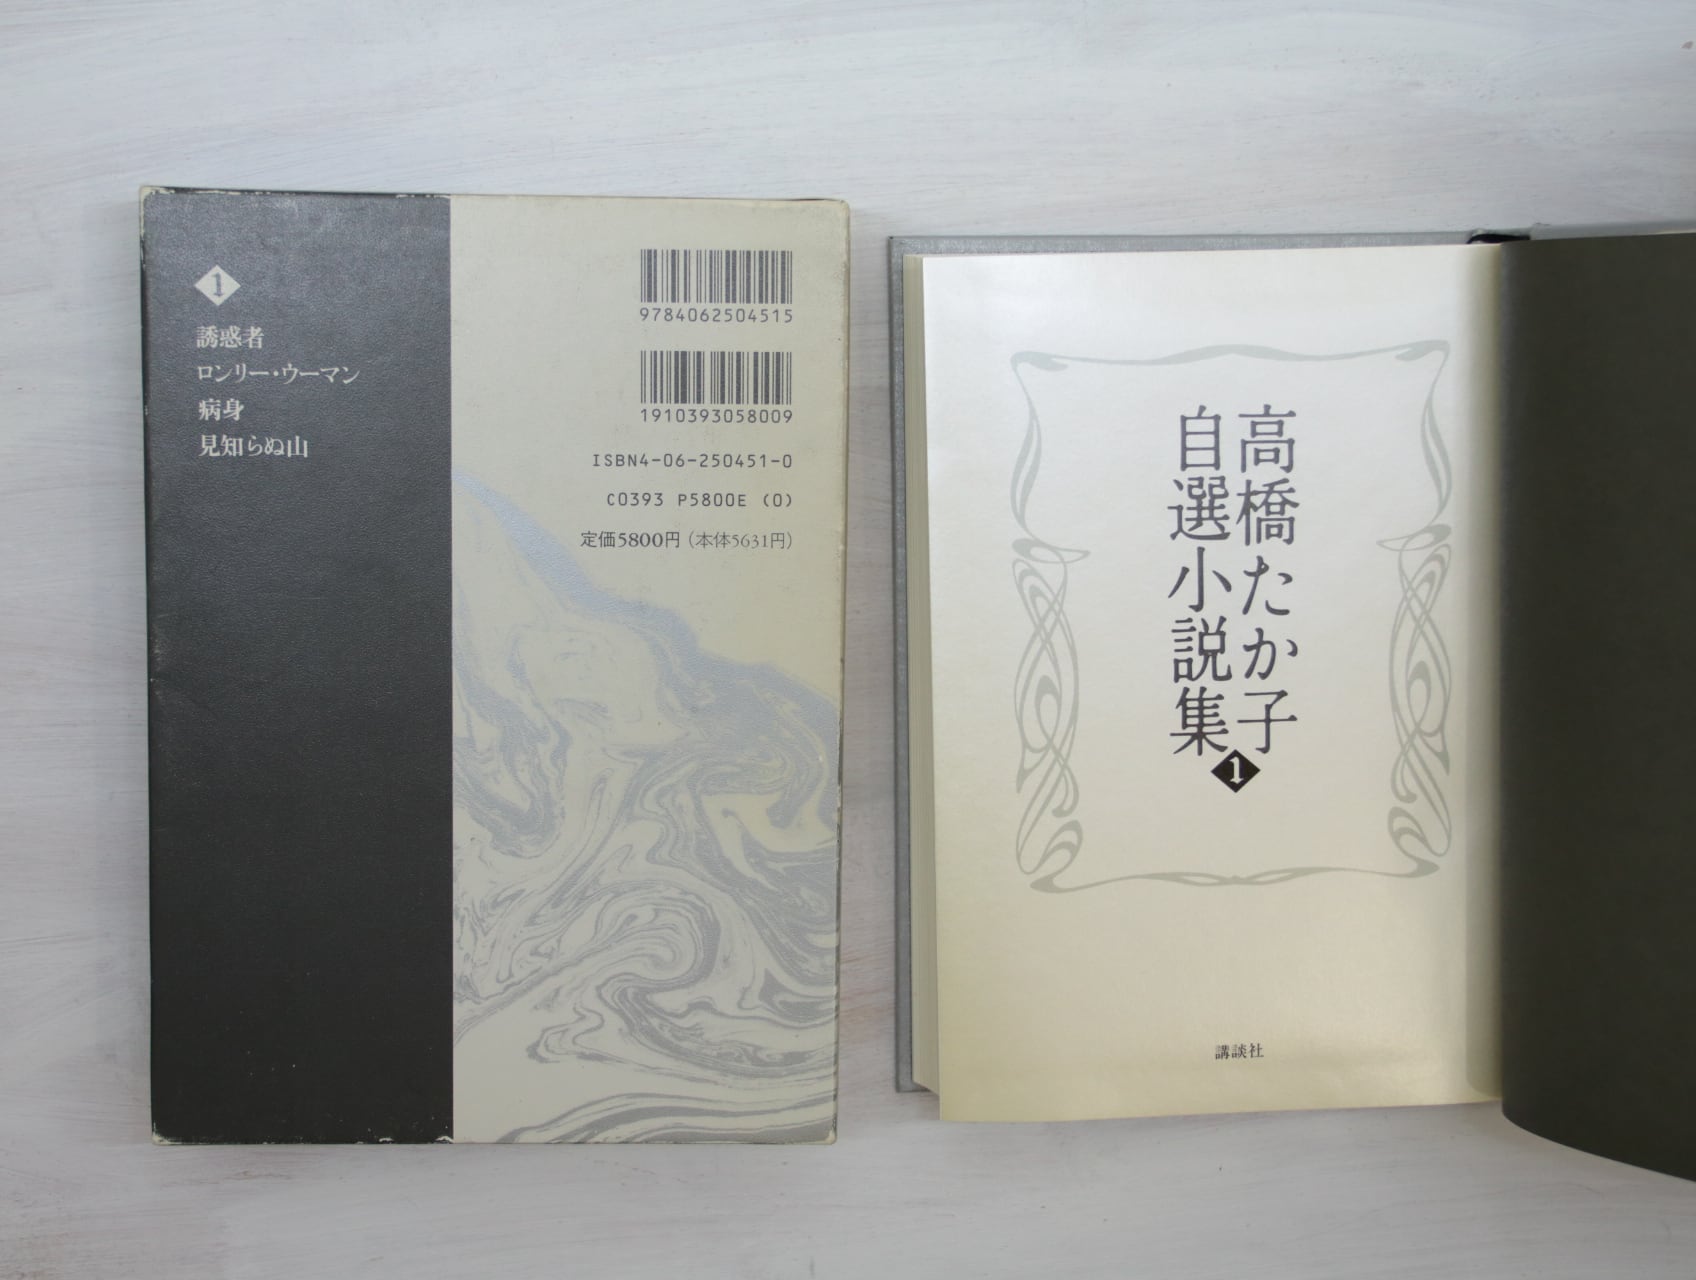 1
誘惑者
ロンリー・ウーマン
病身
見知らぬ山
9784062504515
1910393058009
ISBN4-06-250451-0
C0393 P5800E (0)
定価5800円(本体5631円)
高橋たか子
自選小説集
1
講談社